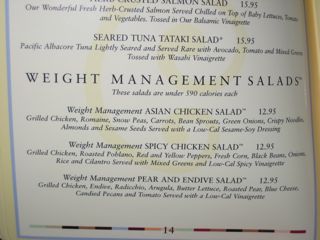 HERB CRUSTED SALMON SALAD 15.95
Our Wonderful Fresh Herb-Crusted Salmon Served Chilled on Top of Baby Lettuces, Tomato
and Vegetables. Tossed in Our Balsamic Vinaigrette
SEARED TUNA TATAKI SALAD* 15.95
Pacific Albacore Tuna Lightly Seared and Served Rare with Avocado, Tomato and Mixed Greens
Tossed with Wasabi Vinaigrette
WEIGHT MANAGEMENT SALADS™
These salads are under 590 calories each
Weight Management ASIAN CHICKEN SALAD™ 12.95
Grilled Chicken, Romaine, Snow Peas, Carrots, Bean Sprouts, Green Onions, Crispy Noodles,
Almonds and Sesame Seeds Served with a Low-Cal Sesame-Soy Dressing
Weight Management SPICY CHICKEN SALAD™ 12.95
Grilled Chicken, Roasted Poblano, Red and Yellow Peppers, Fresh Corn, Black Beans, Onions,
Rice and Cilantro Served with Mixed Greens and Low-Cal Spicy Vinaigrette
Weight Management PEAR AND ENDIVE SALAD™ 12.95
Grilled Chicken, Endive, Radicchio, Arugula, Butter Lettuce, Roasted Pear, Blue Cheese,
Candied Pecans and Tomato Served with a Low-Cal Vinaigrette
14